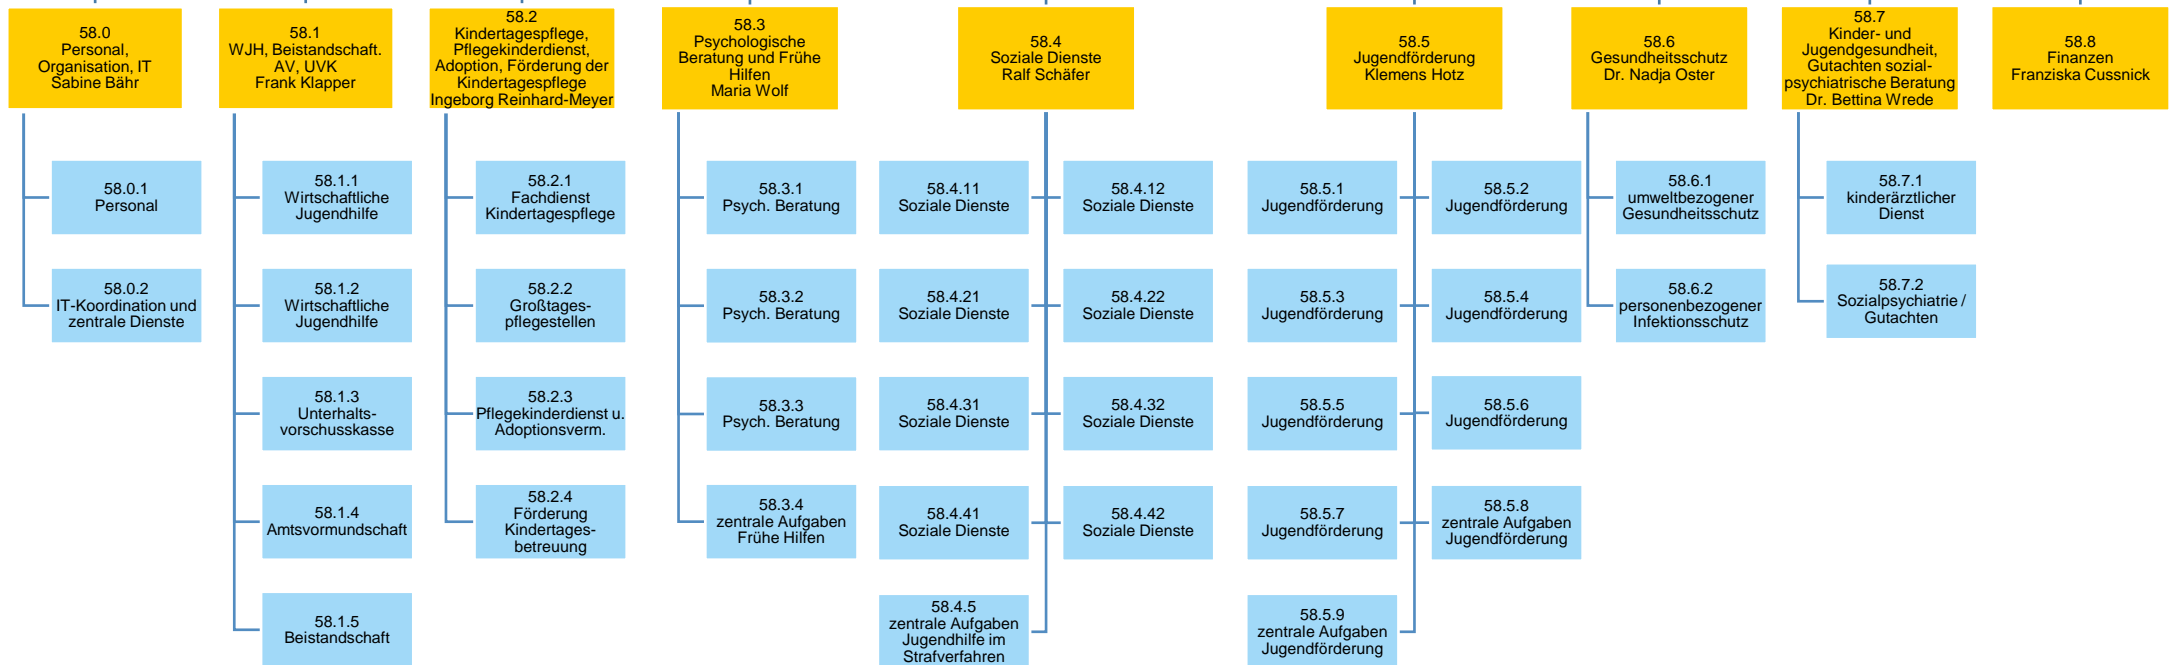 58.0
Personal,
Organisation, IT
Sabine Bähr
58.1
WJH, Beistandschaft.
AV, UVK
Frank Klapper
58.2
Kindertagespflege,
Pflegekinderdienst,
Adoption, Förderung der
Kindertagespflege
Ingeborg Reinhard-Meyer
58.3
Psychologische
Beratung und Frühe
Hilfen
Maria Wolf
58.4
Soziale Dienste
Ralf Schäfer
58.5
Jugendförderung
Klemens Hotz
58.6
Gesundheitsschutz
Dr. Nadja Oster
58.7
Kinder- und
Jugendgesundheit,
Gutachten sozial-
psychiatrische Beratung
Dr. Bettina Wrede
58.8
Finanzen
Franziska Cussnick
58.0.1
Personal
58.1.1
Wirtschaftliche
Jugendhilfe
58.2.1
Fachdienst
Kindertagespflege
58.3.1
Psych. Beratung
58.4.11
Soziale Dienste
58.4.12
Soziale Dienste
58.5.1
Jugendförderung
58.5.2
Jugendförderung
58.6.1
umweltbezogener
Gesundheitsschutz
58.7.1
kinderärztlicher
Dienst
58.0.2
IT-Koordination und
zentrale Dienste
58.1.2
Wirtschaftliche
Jugendhilfe
58.2.2
Großtages-
pflegestellen
58.3.2
Psych. Beratung
58.4.21
Soziale Dienste
58.4.22
Soziale Dienste
58.5.3
Jugendförderung
58.5.4
Jugendförderung
58.6.2
personenbezogener
Infektionsschutz
58.7.2
Sozialpsychiatrie /
Gutachten
58.1.3
Unterhalts-
vorschusskasse
58.2.3
Pflegekinderdienst u.
Adoptionsverm.
58.3.3
Psych. Beratung
58.4.31
Soziale Dienste
58.4.32
Soziale Dienste
58.5.5
Jugendförderung
58.5.6
Jugendförderung
58.1.4
Amtsvormundschaft
58.2.4
Förderung
Kindertages-
betreuung
58.3.4
zentrale Aufgaben
Frühe Hilfen
58.4.41
Soziale Dienste
58.4.42
Soziale Dienste
58.5.7
Jugendförderung
58.5.8
zentrale Aufgaben
Jugendförderung
58.1.5
Beistandschaft
58.4.5
zentrale Aufgaben
Jugendhilfe im
Strafverfahren
58.5.9
zentrale Aufgaben
Jugendförderung